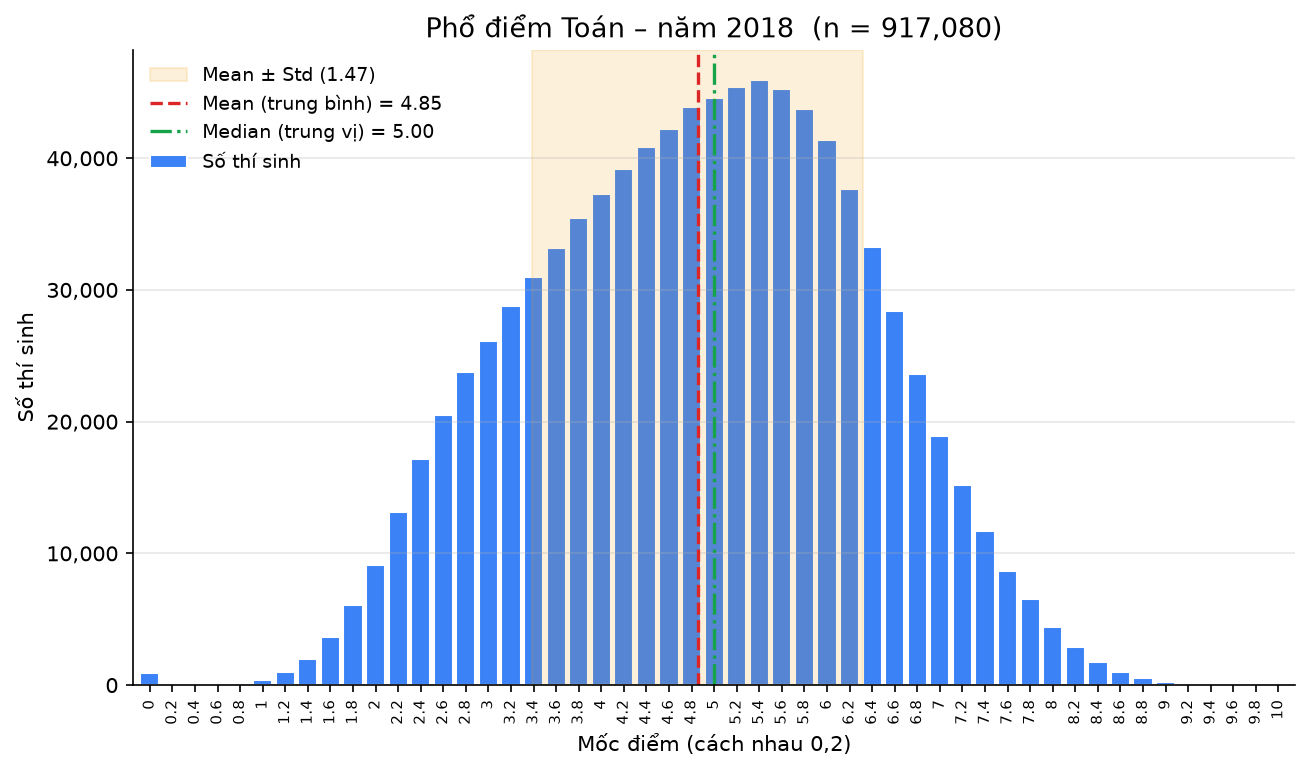 Phổ điểm Toán – năm 2018 (n = 917,080)
Mean ± Std (1.47)
Mean (trung bình) = 4.85
Median (trung vị) = 5.00
Số thí sinh
Số thí sinh
40,000
30,000
20,000
10,000
0
0 0.2 0.4 0.6 0.8 1 1.2 1.4 1.6 1.8 2 2.2 2.4 2.6 2.8 3 3.2 3.4 3.6 3.8 4 4.2 4.4 4.6 4.8 5 5.2 5.4 5.6 5.8 6 6.2 6.4 6.6 6.8 7 7.2 7.4 7.6 7.8 8 8.2 8.4 8.6 8.8 9 9.2 9.4 9.6 9.8 10
Mốc điểm (cách nhau 0,2)